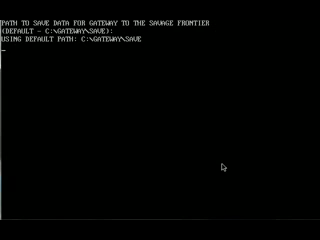 PATH TO SAVE DATA FOR GATEWAY TO THE SAVAGE FRONTIER
(DEFAULT - C:\GATEWAY\SAVE):
USING DEFAULT PATH: C:\GATEWAY\SAVE